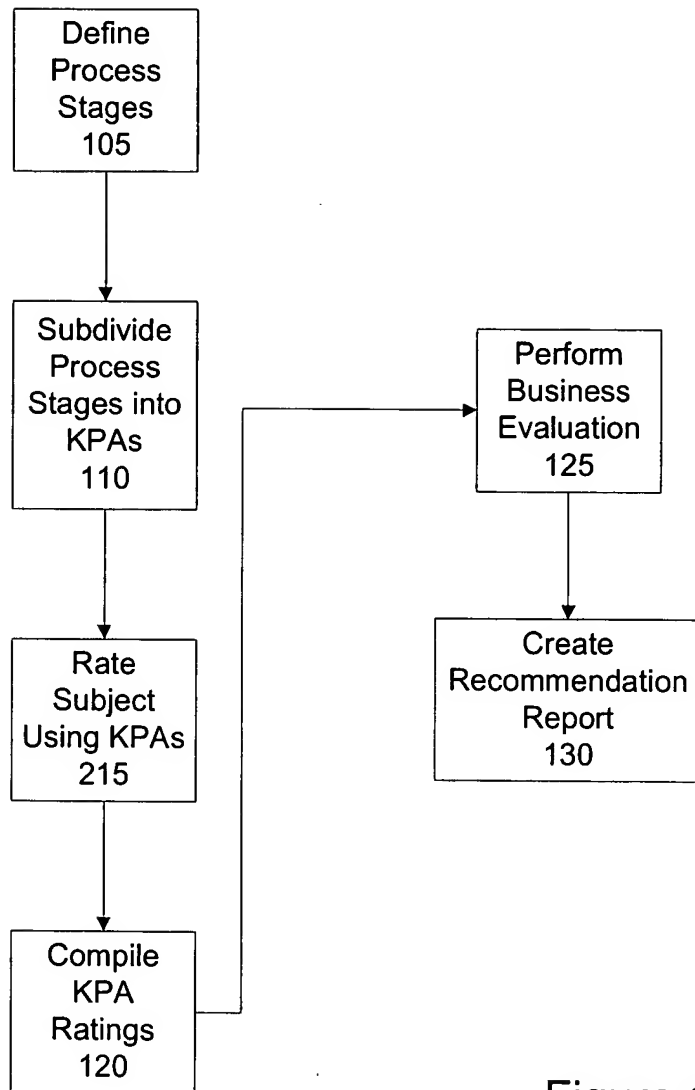 Define
Process
Stages
105
Subdivide
Process
Stages into
KPAs
110
Rate
Subject
Using KPAs
215
Compile
KPA
Ratings
120
Perform
Business
Evaluation
125
Create
Recommendation
Report
130